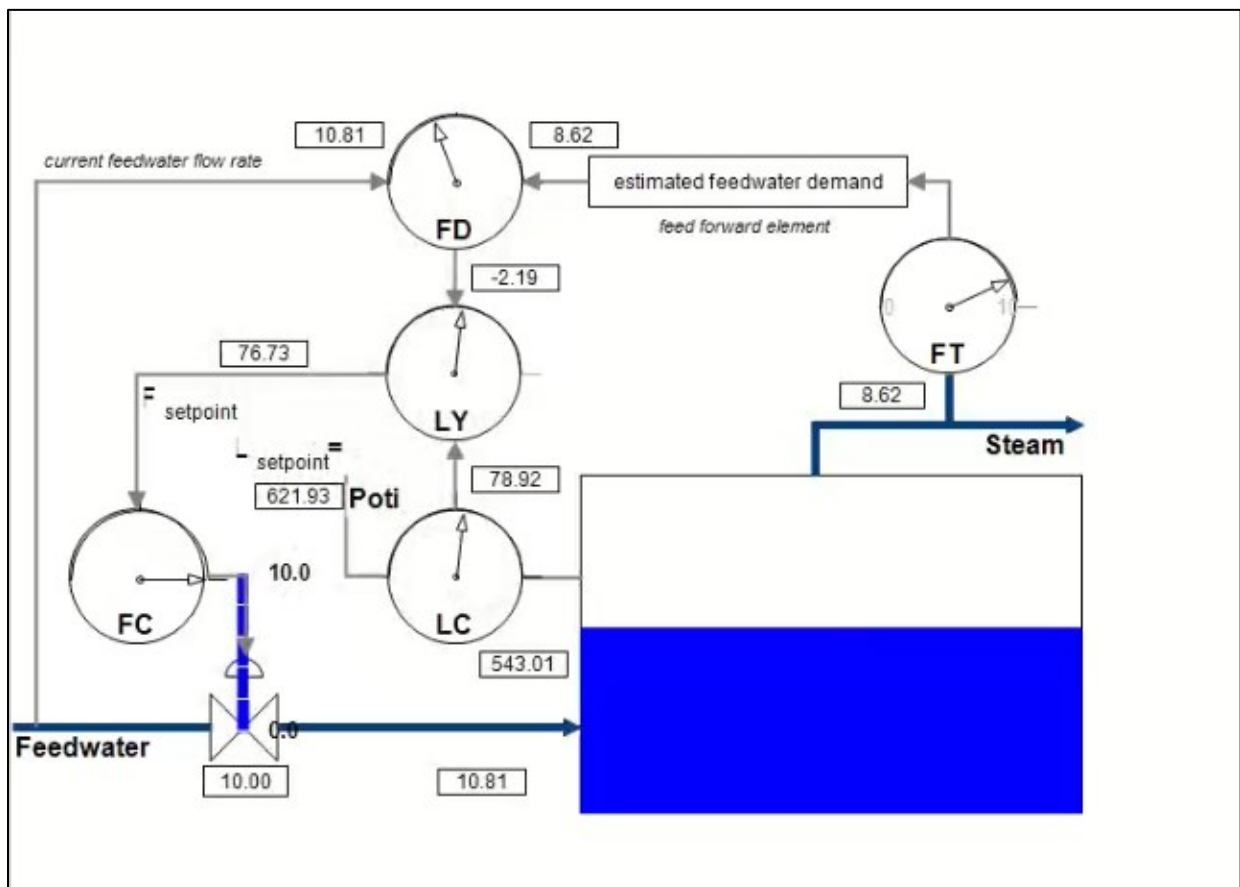 10.81
8.62
current feedwater flow rate
estimated feedwater demand
FD
feed forward element
-2.19
0
10
76.73
FT
F setpoint
LY
8.62
L setpoint =
Steam
78.92
621.93
Poti
10.0
FC
LC
543.01
0.0
Feedwater
10.00
10.81